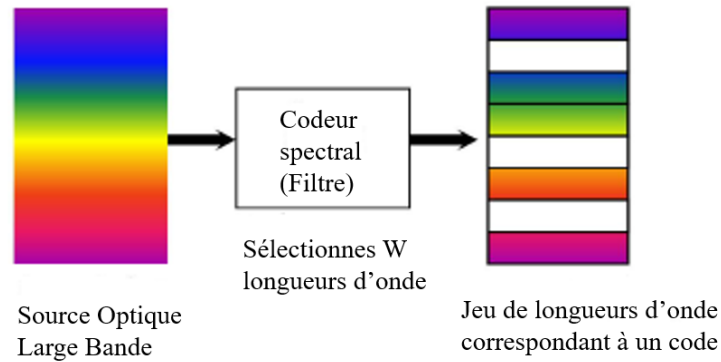 Codeur
spectral
(Filtre)
Sélectionnes W
longueurs d'onde
Source Optique
Large Bande
Jeu de longueurs d'onde
correspondant à un code